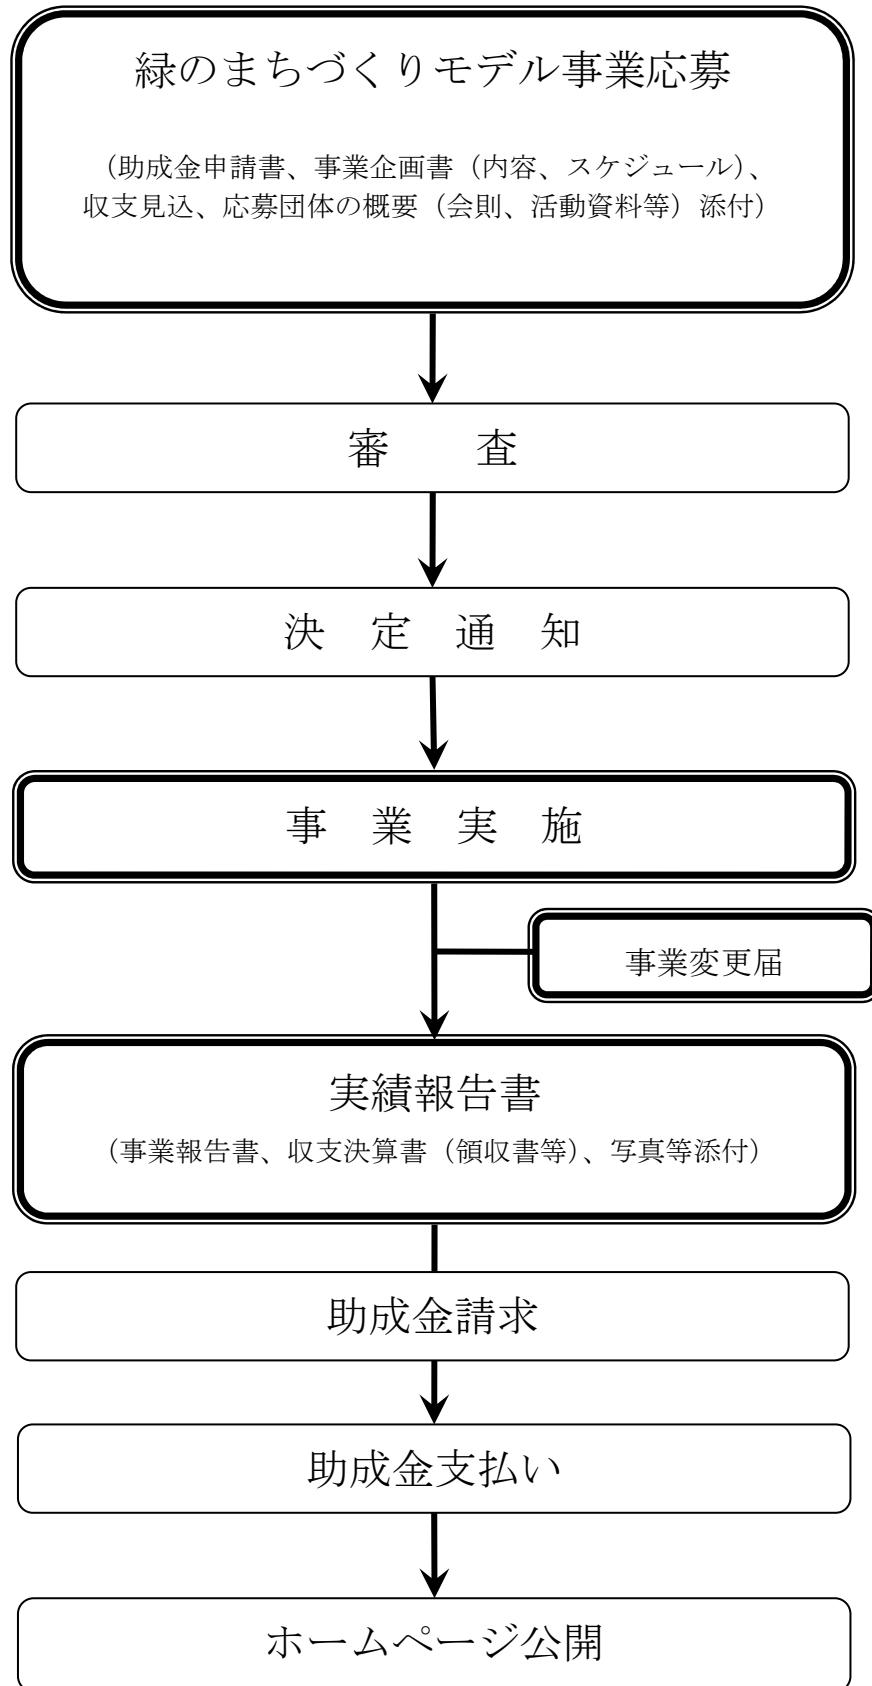 緑のまちづくりモデル事業応募
（助成金申請書、事業企画書（内容、スケジュール）、
収支見込、応募団体の概要（会則、活動資料等）添付）
審　　査
決　定　通　知
事　業　実　施
事業変更届
実績報告書
（事業報告書、収支決算書（領収書等）、写真等添付）
助成金請求
助成金支払い
ホームページ公開